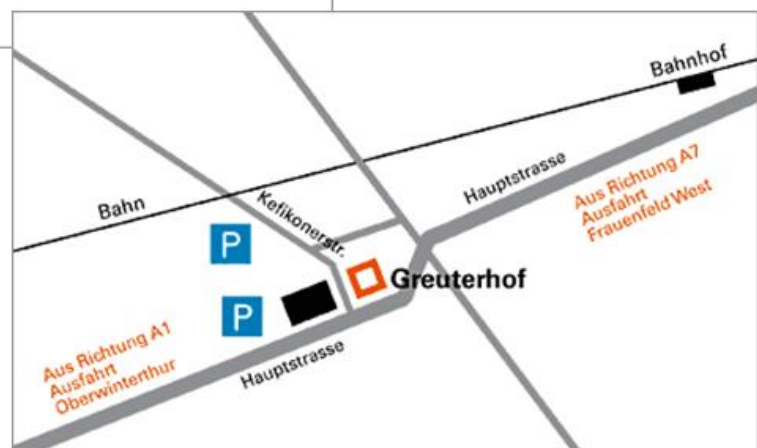 Bahnhof
Hauptstrasse
Aus Richtung A7
Ausfahrt
Frauenfeld West
Bahn
Kefikonerstr.
P
Greuterhof
P
Aus Richtung A1
Ausfahrt
Oberwinterthur
Hauptstrasse